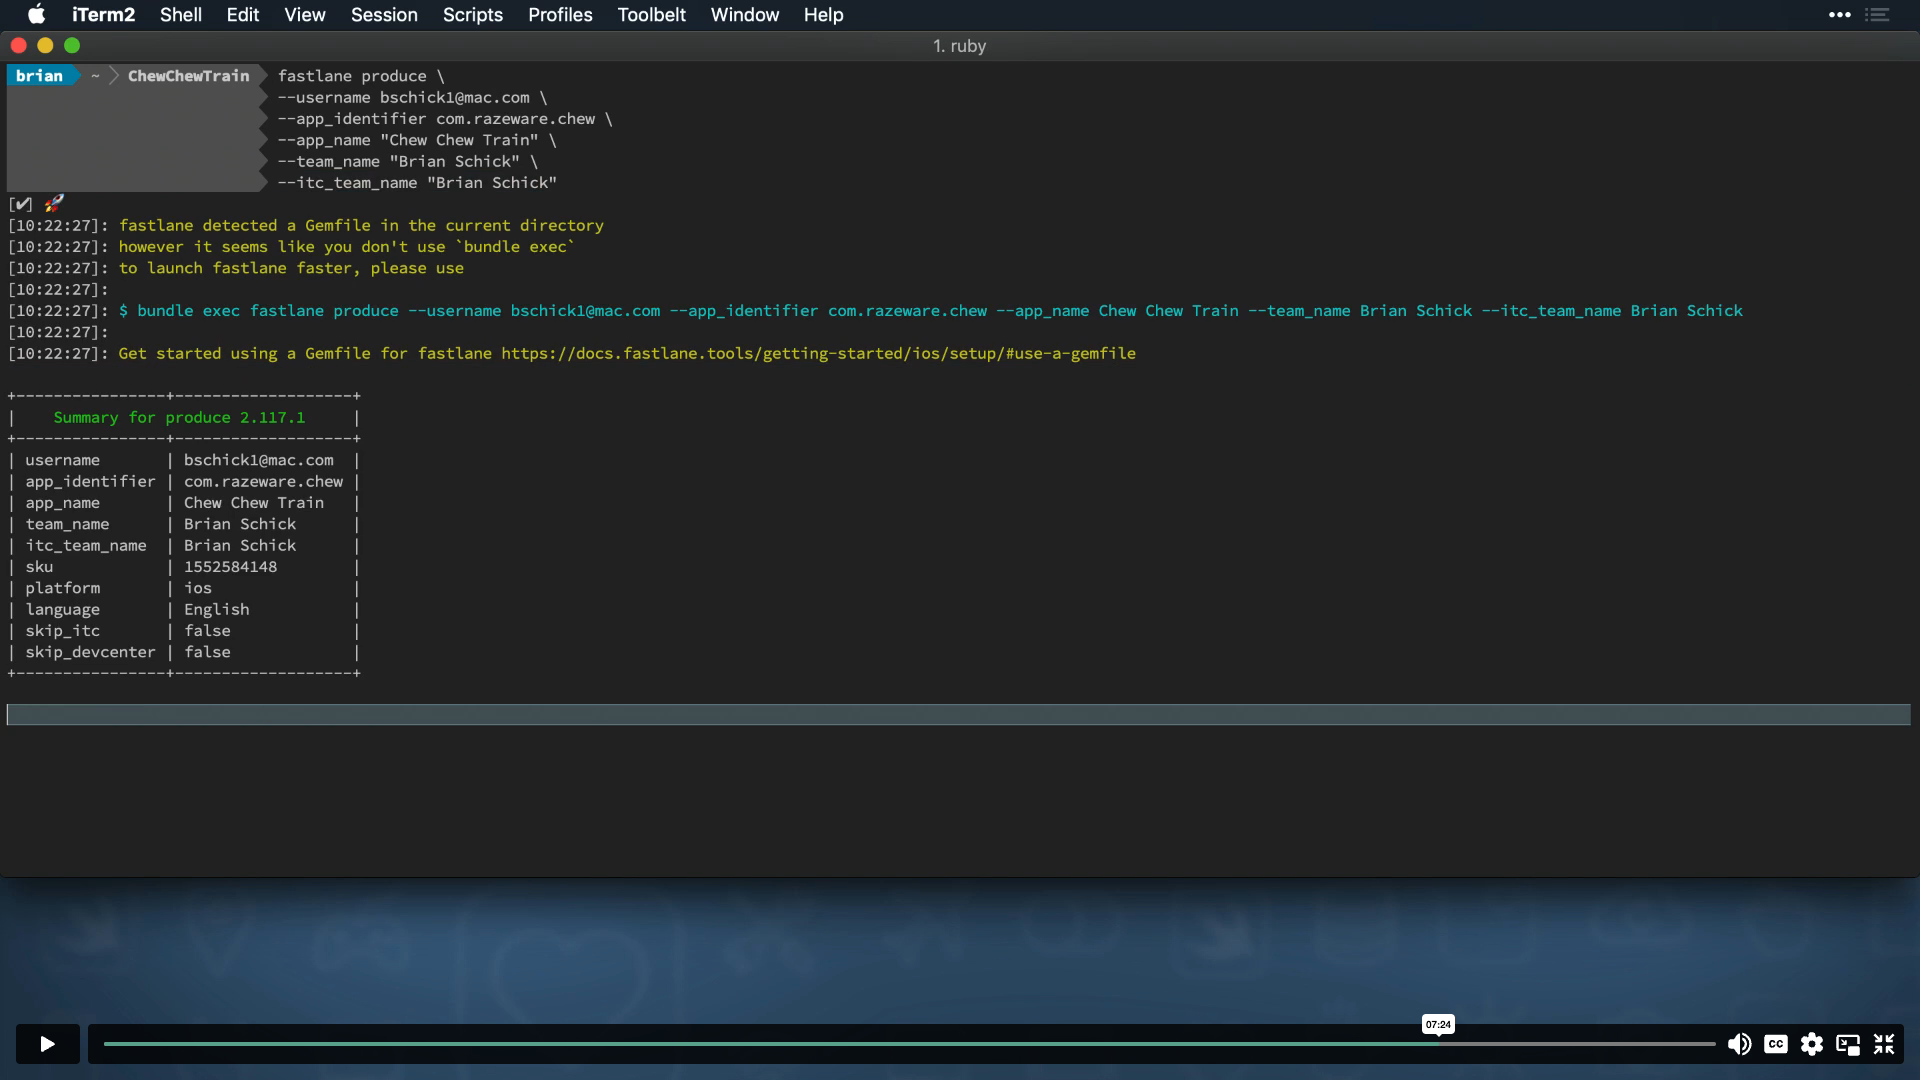 iTerm2 Shell Edit View Session Scripts Profiles Toolbelt Window Help
1. ruby
brian ~ ChewChewTrain fastlane produce \
--username bschick1@mac.com \
--app_identifier com.razeware.chew \
--app_name "Chew Chew Train" \
--team_name "Brian Schick" \
--itc_team_name "Brian Schick"
[✔] 🚀
[10:22:27]: fastlane detected a Gemfile in the current directory
[10:22:27]: however it seems like you don't use `bundle exec`
[10:22:27]: to launch fastlane faster, please use
[10:22:27]:
[10:22:27]: $ bundle exec fastlane produce --username bschick1@mac.com --app_identifier com.razeware.chew --app_name Chew Chew Train --team_name Brian Schick --itc_team_name Brian Schick
[10:22:27]:
[10:22:27]: Get started using a Gemfile for fastlane https://docs.fastlane.tools/getting-started/ios/setup/#use-a-gemfile
+----------------+-------------------+
| Summary for produce 2.117.1 |
+----------------+-------------------+
| username | bschick1@mac.com |
| app_identifier | com.razeware.chew |
| app_name | Chew Chew Train |
| team_name | Brian Schick |
| itc_team_name | Brian Schick |
| sku | 1552584148 |
| platform | ios |
| language | English |
| skip_itc | false |
| skip_devcenter | false |
+----------------+-------------------+
07:24
CC